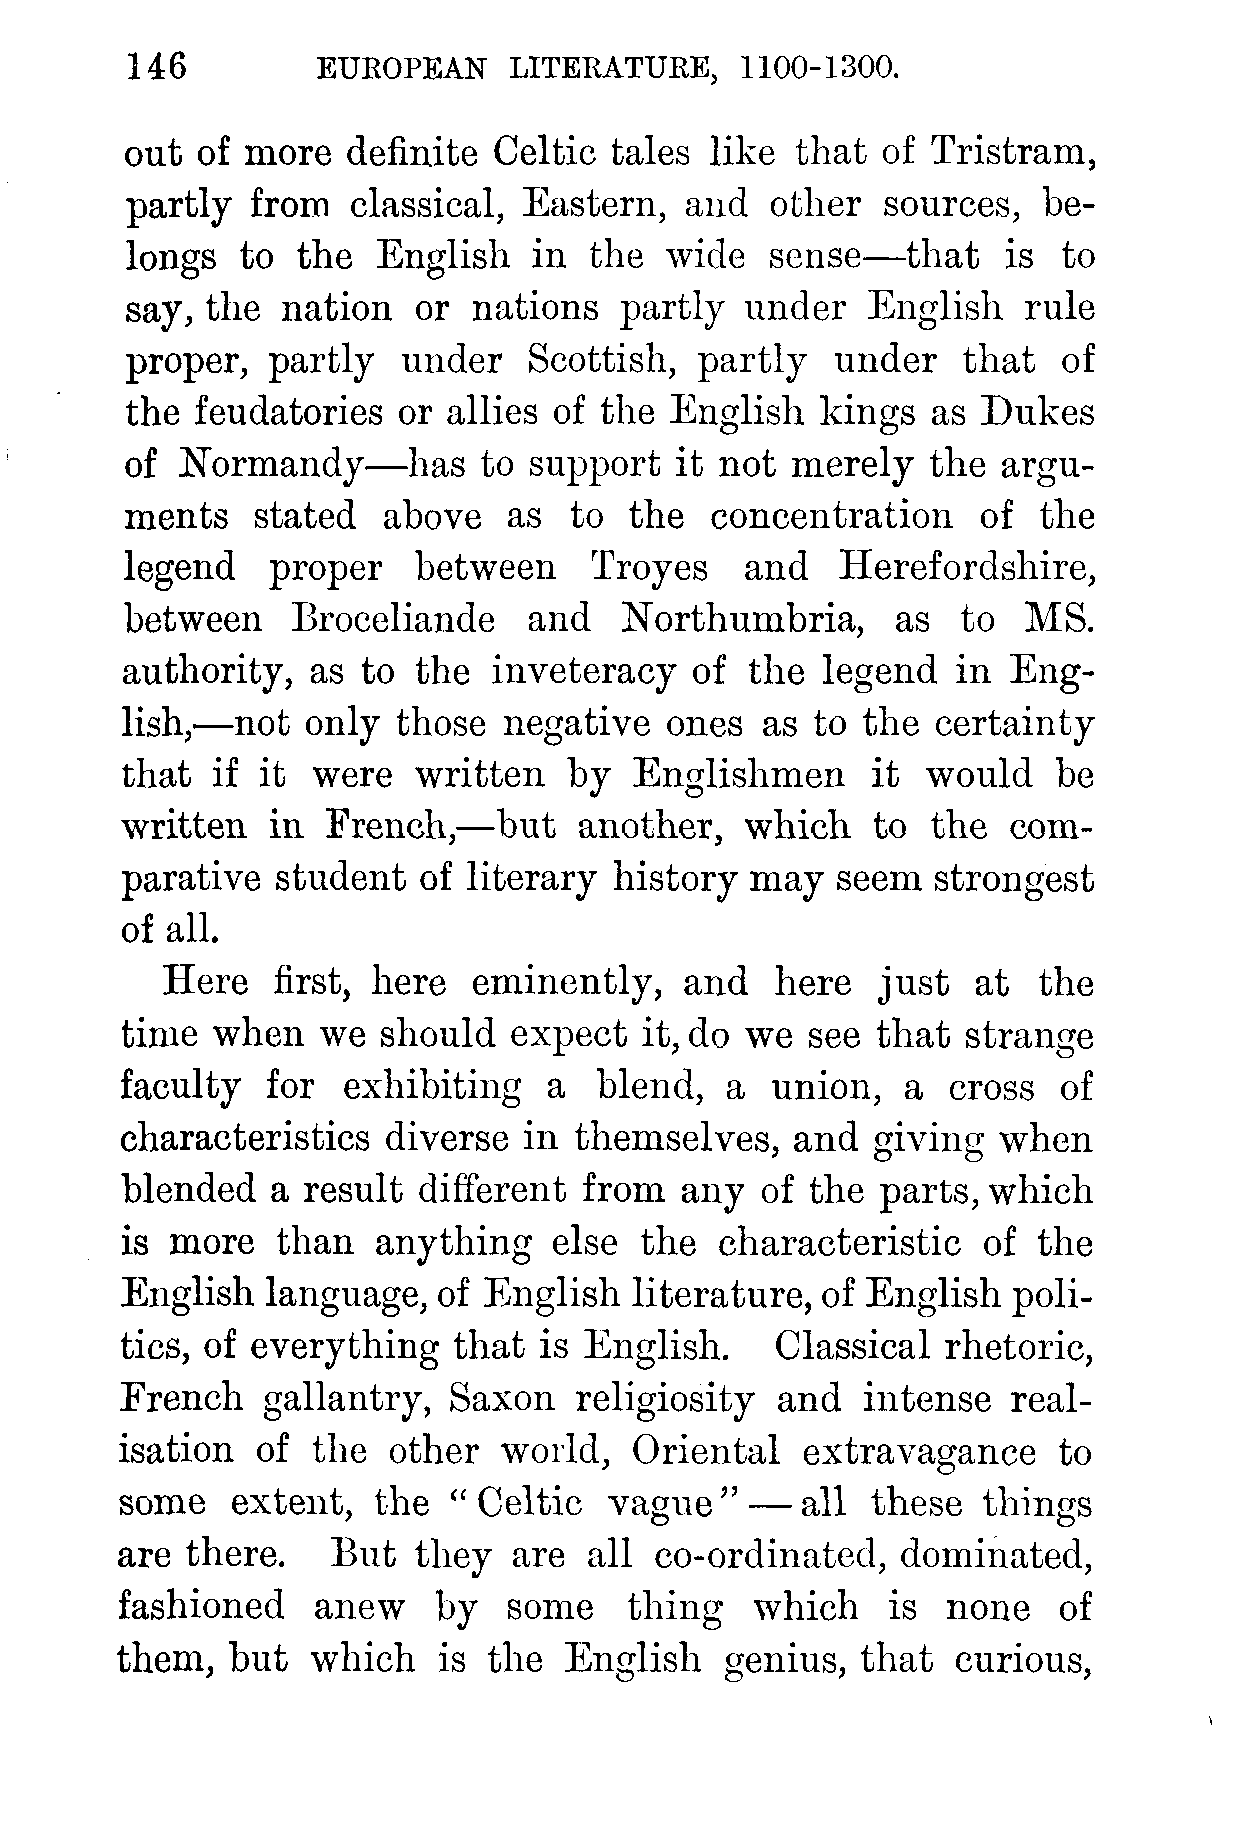 146 EUROPEAN LITERATURE, 1100-1300.
out of more definite Celtic tales like that of Tristram,
partly from classical, Eastern, and other sources, be-
longs to the English in the wide sense—that is to
say, the nation or nations partly under English rule
proper, partly under Scottish, partly under that of
the feudatories or allies of the English kings as Dukes
of Normandy—has to support it not merely the argu-
ments stated above as to the concentration of the
legend proper between Troyes and Herefordshire,
between Broceliande and Northumbria, as to MS.
authority, as to the inveteracy of the legend in Eng-
lish,—not only those negative ones as to the certainty
that if it were written by Englishmen it would be
written in French,—but another, which to the com-
parative student of literary history may seem strongest
of all.
Here first, here eminently, and here just at the
time when we should expect it, do we see that strange
faculty for exhibiting a blend, a union, a cross of
characteristics diverse in themselves, and giving when
blended a result different from any of the parts, which
is more than anything else the characteristic of the
English language, of English literature, of English poli-
tics, of everything that is English. Classical rhetoric,
French gallantry, Saxon religiosity and intense real-
isation of the other world, Oriental extravagance to
some extent, the “Celtic vague”—all these things
are there. But they are all co-ordinated, dominated,
fashioned anew by some thing which is none of
them, but which is the English genius, that curious,